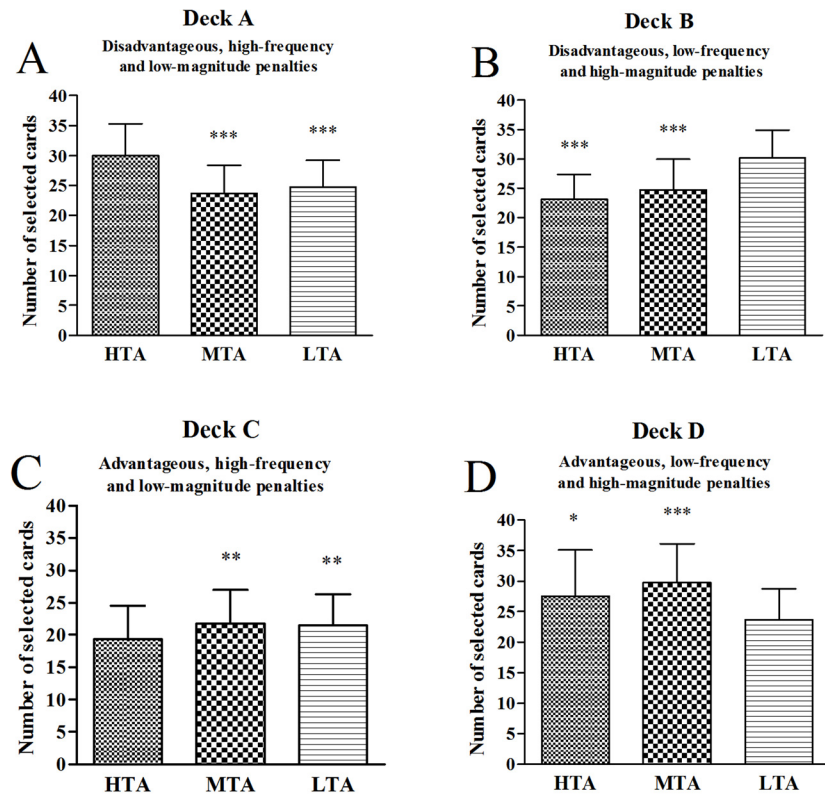 Deck A
A
Disadvantageous, high-frequency
and low-magnitude penalties
Number of selected cards
40
35
30
25
20
15
10
5
0
***
***
HTA
MTA
LTA
Deck B
B
Disadvantageous, low-frequency
and high-magnitude penalties
Number of selected cards
40
35
30
25
20
15
10
5
0
***
***
HTA
MTA
LTA
Deck C
C
Advantageous, high-frequency
and low-magnitude penalties
Number of selected cards
40
35
30
25
20
15
10
5
0
**
**
HTA
MTA
LTA
Deck D
D
Advantageous, low-frequency
and high-magnitude penalties
Number of selected cards
40
35
30
25
20
15
10
5
0
*
***
HTA
MTA
LTA